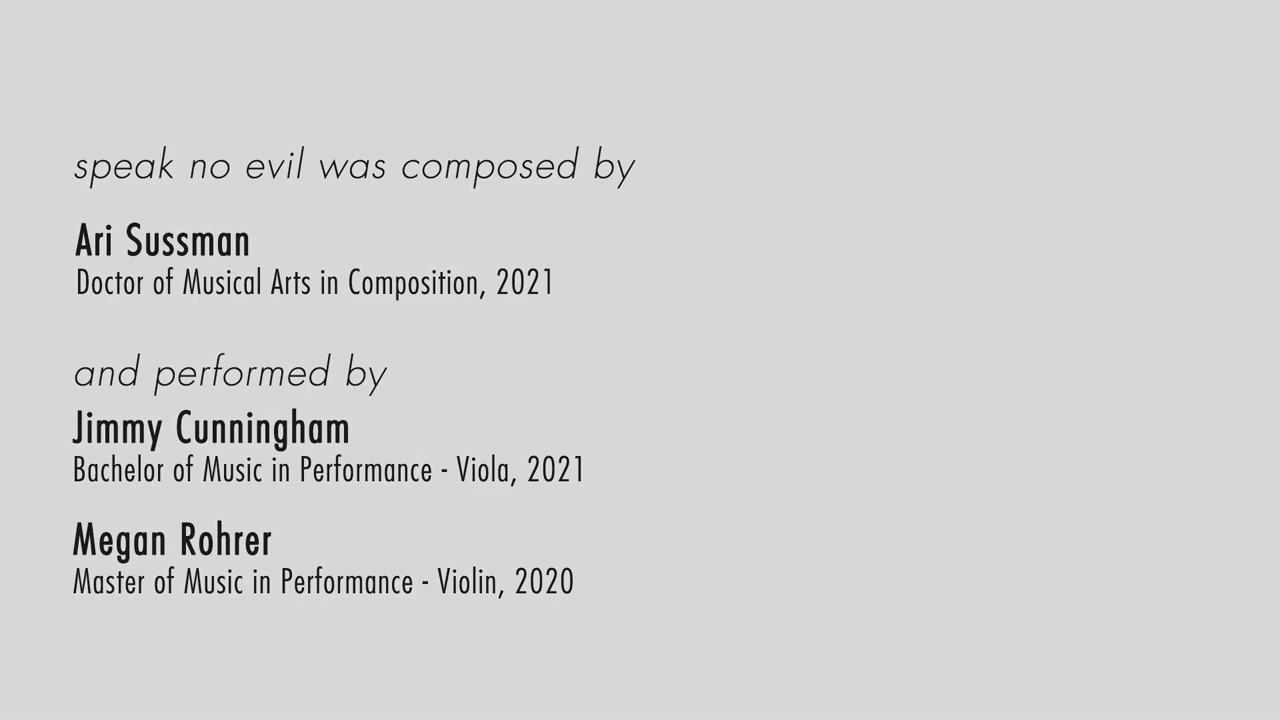 speak no evil was composed by
Ari Sussman
Doctor of Musical Arts in Composition, 2021
and performed by
Jimmy Cunningham
Bachelor of Music in Performance - Viola, 2021
Megan Rohrer
Master of Music in Performance - Violin, 2020